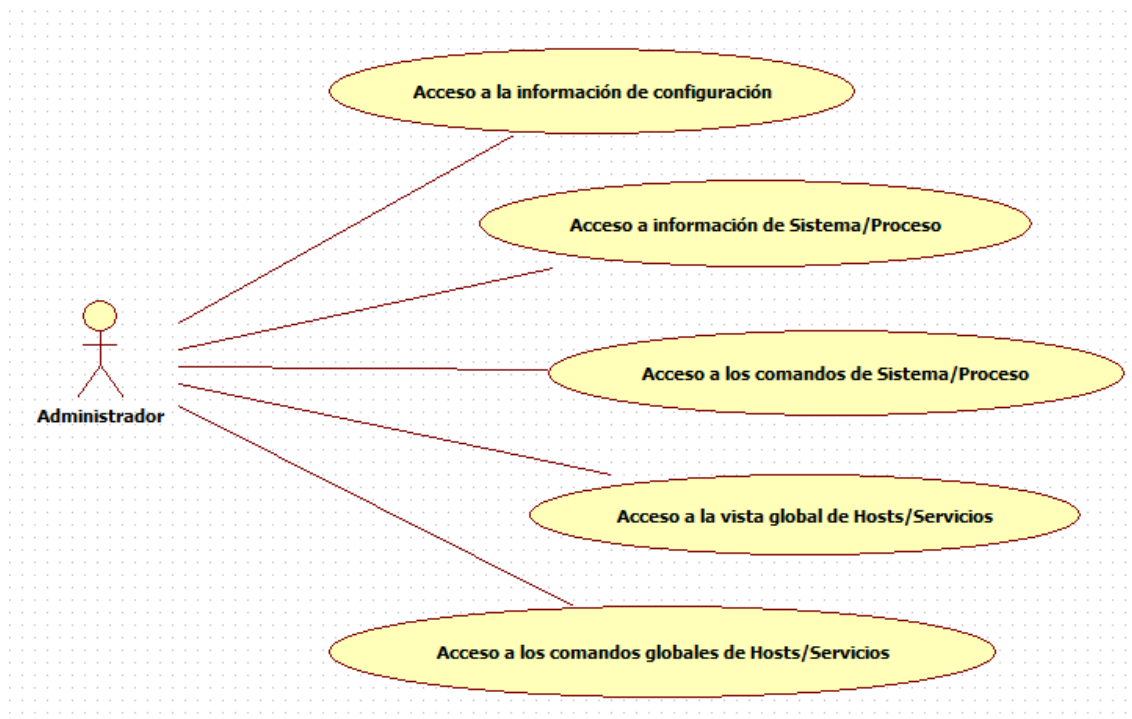 Acceso a la información de configuración
Acceso a información de Sistema/Proceso
Acceso a los comandos de Sistema/Proceso
Administrador
Acceso a la vista global de Hosts/Servicios
Acceso a los comandos globales de Hosts/Servicios